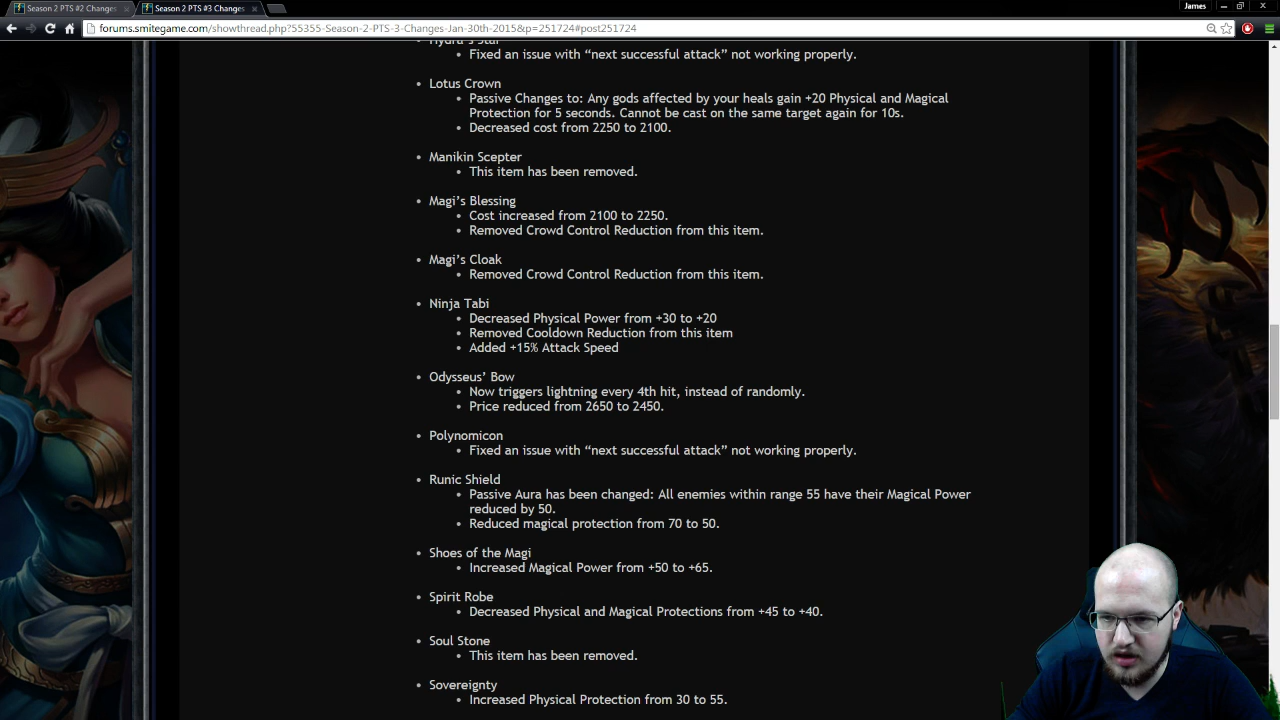 Season 2 PTS #2 Changes
Season 2 PTS #3 Changes
James
forums.smitegame.com/showthread.php?55355-Season-2-PTS-3-Changes-Jan-30th-2015&p=251724#post251724
Hydra's Star
• Fixed an issue with “next successful attack” not working properly.
• Lotus Crown
• Passive Changes to: Any gods affected by your heals gain +20 Physical and Magical
Protection for 5 seconds. Cannot be cast on the same target again for 10s.
• Decreased cost from 2250 to 2100.
• Manikin Scepter
• This item has been removed.
• Magi’s Blessing
• Cost increased from 2100 to 2250.
• Removed Crowd Control Reduction from this item.
• Magi’s Cloak
• Removed Crowd Control Reduction from this item.
• Ninja Tabi
• Decreased Physical Power from +30 to +20
• Removed Cooldown Reduction from this item
• Added +15% Attack Speed
• Odysseus’ Bow
• Now triggers lightning every 4th hit, instead of randomly.
• Price reduced from 2650 to 2450.
• Polynomicon
• Fixed an issue with “next successful attack” not working properly.
• Runic Shield
• Passive Aura has been changed: All enemies within range 55 have their Magical Power
reduced by 50.
• Reduced magical protection from 70 to 50.
• Shoes of the Magi
• Increased Magical Power from +50 to +65.
• Spirit Robe
• Decreased Physical and Magical Protections from +45 to +40.
• Soul Stone
• This item has been removed.
• Sovereignty
• Increased Physical Protection from 30 to 55.